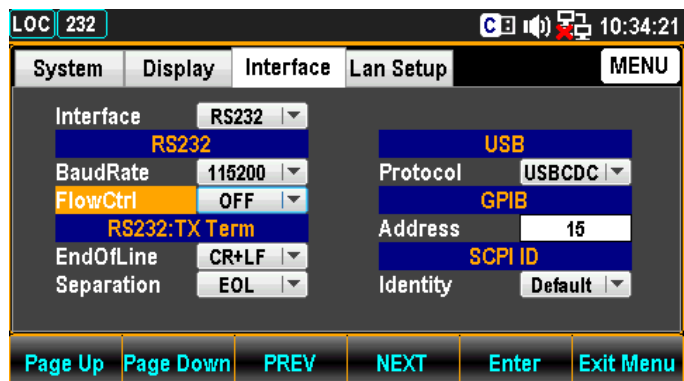 LOC 232 C 10:34:21
System Display Interface Lan Setup MENU
Interface RS232
RS232 USB
BaudRate 115200 Protocol USBCDC
FlowCtrl OFF GPIB
RS232:TX Term Address 15
EndOfLine CR+LF SCPI ID
Separation EOL Identity Default
Page Up Page Down PREV NEXT Enter Exit Menu